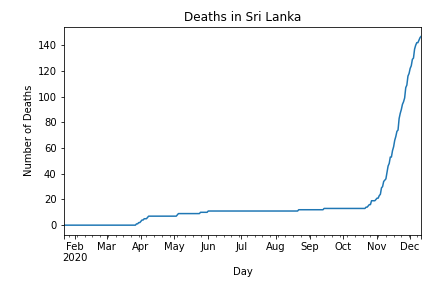 Deaths in Sri Lanka
Number of Deaths
140
120
100
80
60
40
20
0
Feb Mar Apr May Jun Jul Aug Sep Oct Nov Dec
2020
Day